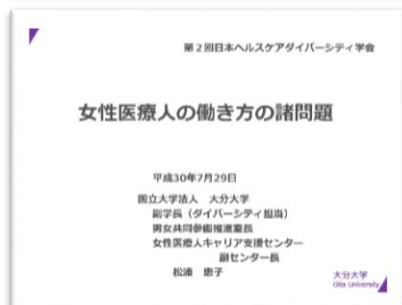 第2回日本ヘルスケアダイバーシティ学会
女性医療人の働き方の諸問題
平成30年7月29日
国立大学法人　大分大学
副学長（ダイバーシティ担当）
男女共同参画推進室長
女性医療人キャリア支援センター
副センター長
松浦　恵子
大分大学
Oita University